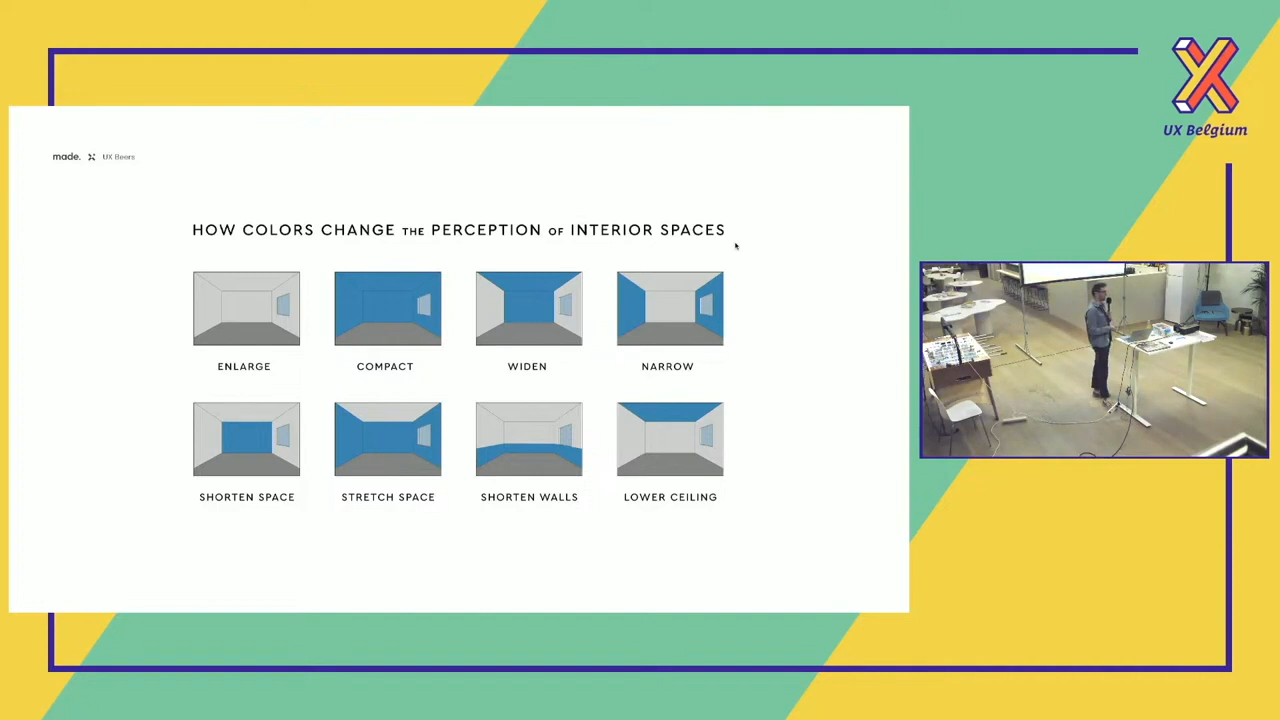 UX Belgium
made. X UX Beers
HOW COLORS CHANGE THE PERCEPTION OF INTERIOR SPACES
ENLARGE
COMPACT
WIDEN
NARROW
SHORTEN SPACE
STRETCH SPACE
SHORTEN WALLS
LOWER CEILING